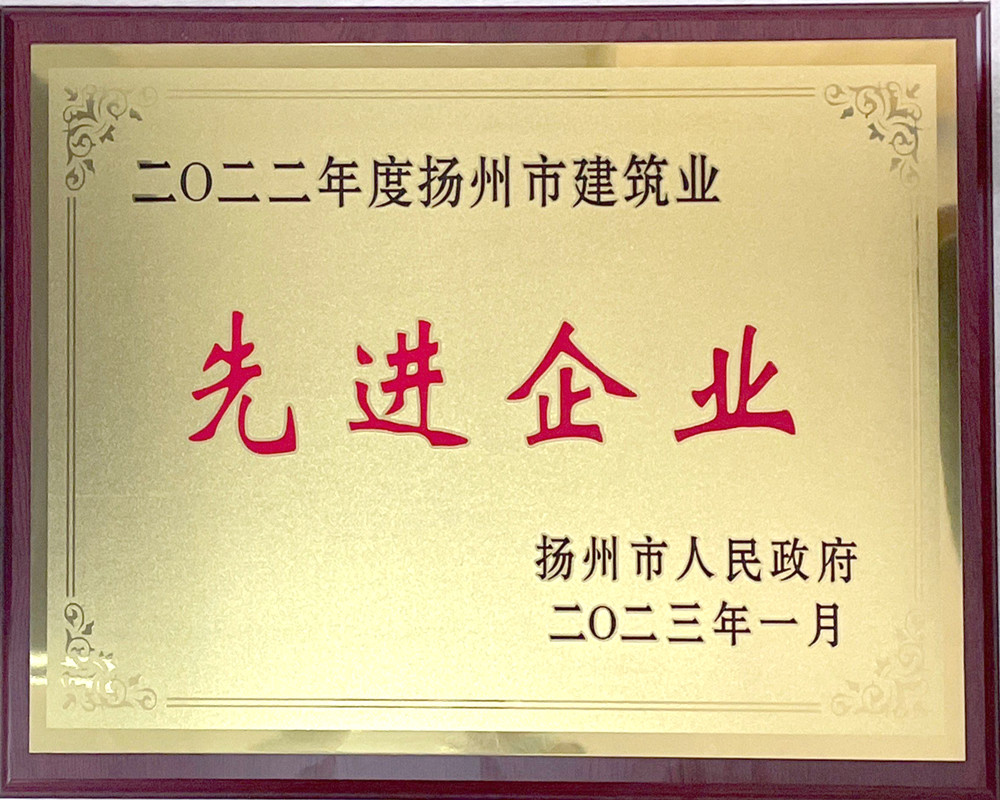 二〇二二年度扬州市建筑业
先进企业
扬州市人民政府
二〇二三年一月